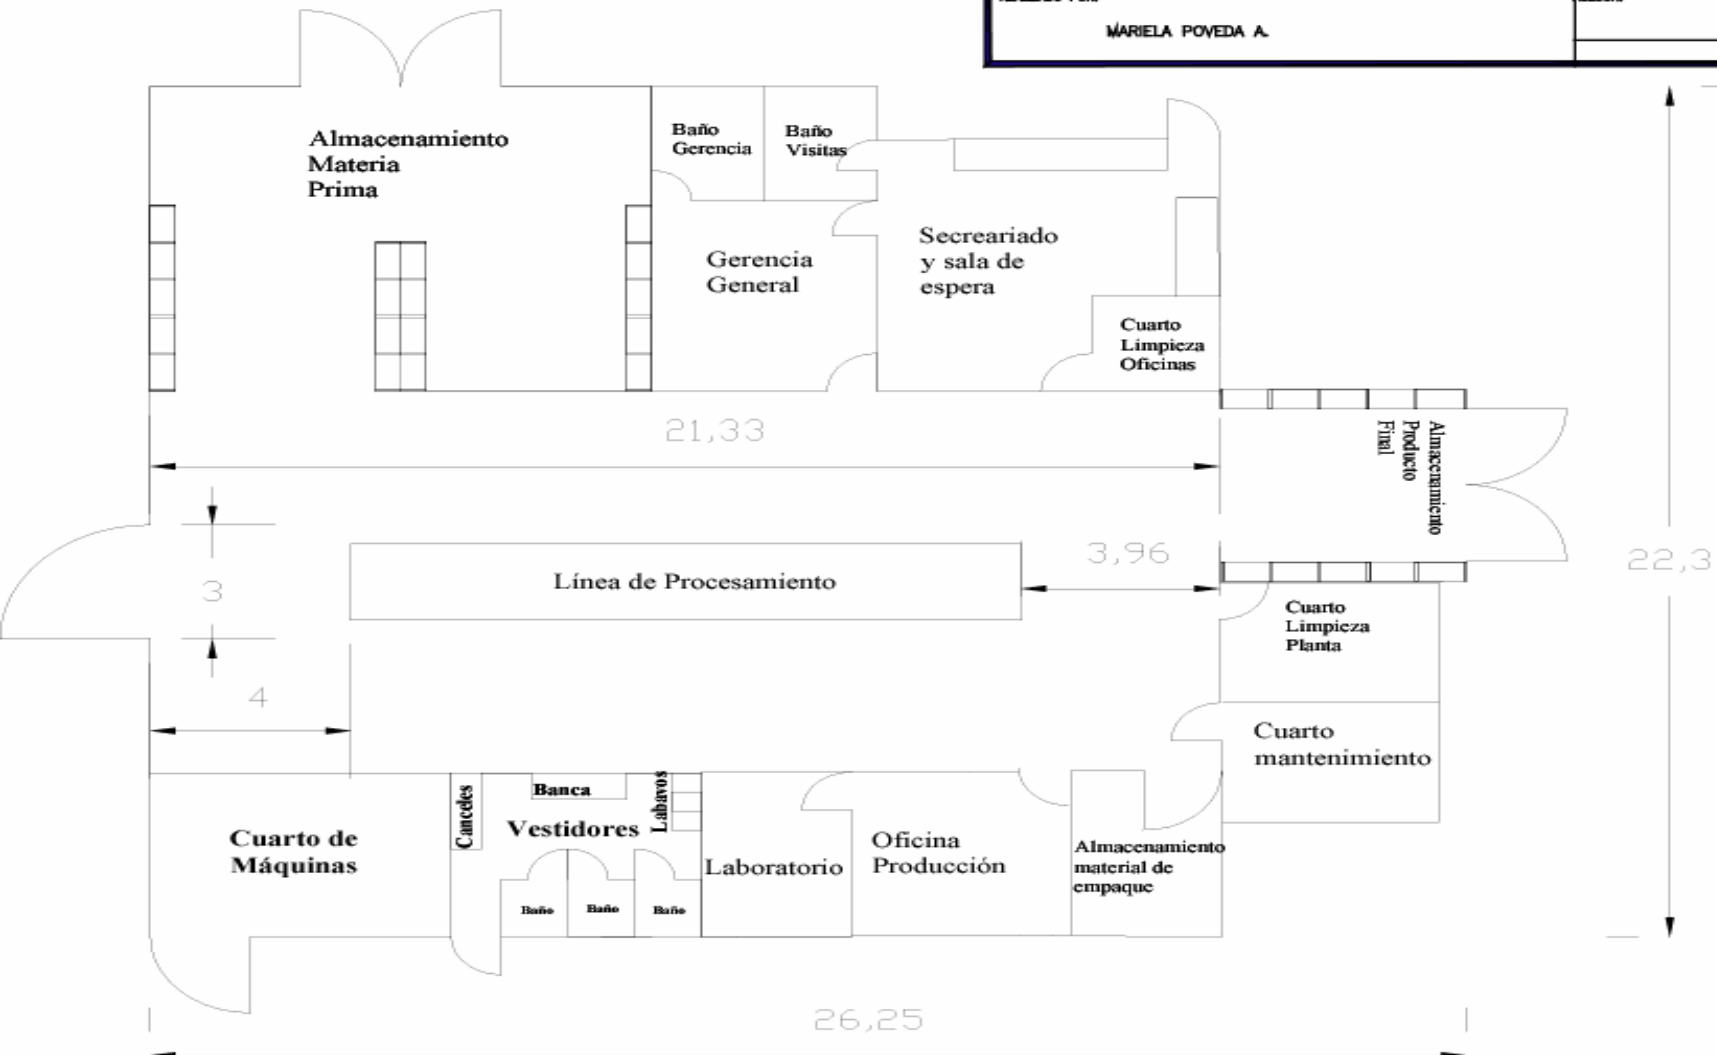 MARIELA POVEDA A.
Almacenamiento
Materia
Prima
Baño
Gerencia
Baño
Visitas
Gerencia
General
Secreariado
y sala de
espera
Cuarto
Limpieza
Oficinas
21,33
Almacenamiento
Producto
Final
3
Línea de Procesamiento
3,96
22,3
Cuarto
Limpieza
Planta
4
Cuarto
mantenimiento
Canceles
Banca
Labavos
Vestidores
Cuarto de
Máquinas
Laboratorio
Oficina
Producción
Almacenamiento
material de
empaque
Baño
Baño
Baño
26,25